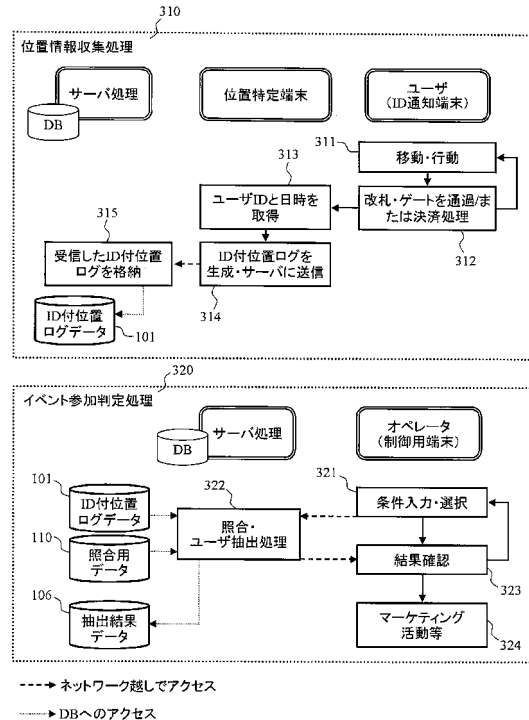 310
位置情報収集処理
サーバ処理
DB
位置特定端末
ユーザ
(ID通知端末)
311
移動・行動
313
ユーザIDと日時を
取得
改札・ゲートを通過/ま
たは決済処理
312
315
受信したID付位置
ログを格納
ID付位置ログを
生成・サーバに送信
314
ID付位置
ログデータ
101
320
イベント参加判定処理
サーバ処理
DB
オペレータ
(制御用端末)
101
ID付位置
ログデータ
322
照合・
ユーザ抽出処理
321
条件入力・選択
110
照合用
データ
結果確認
323
106
抽出結果
データ
マーケティング
活動等
324
ネットワーク越しでアクセス
DBへのアクセス